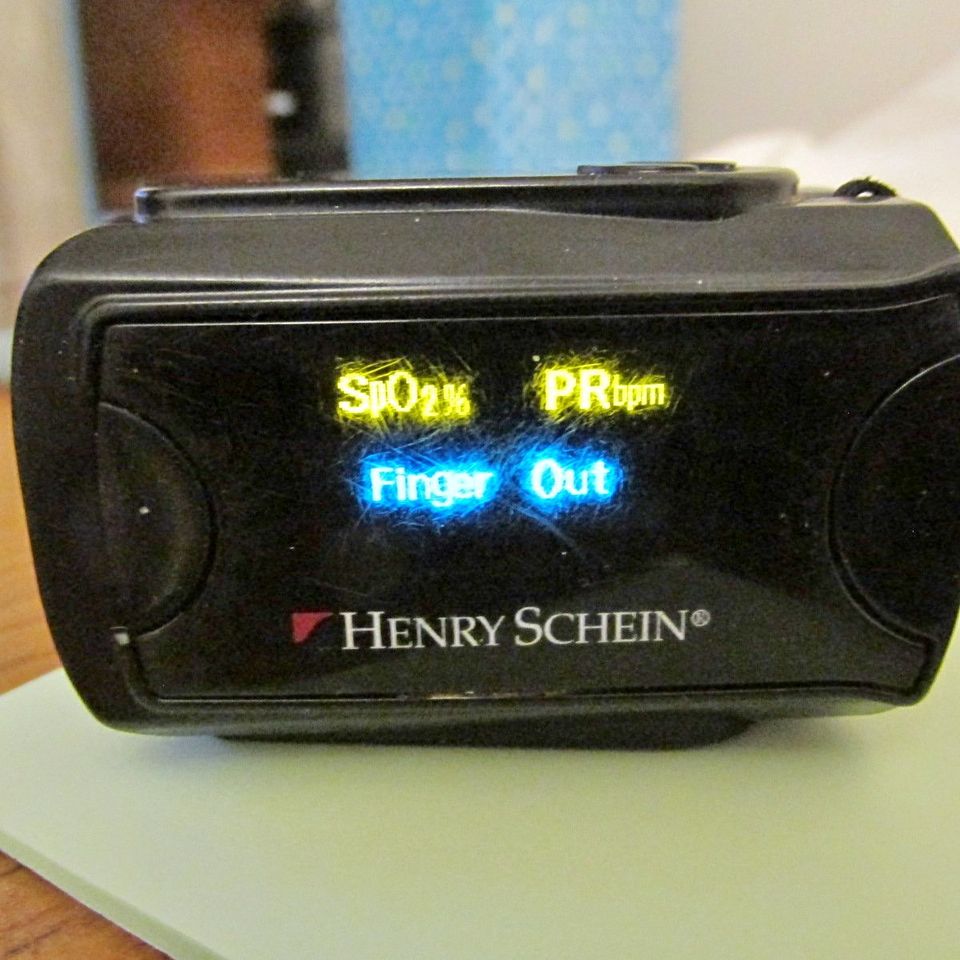 SpO2% PRbpm
Finger Out
HENRY SCHEIN®